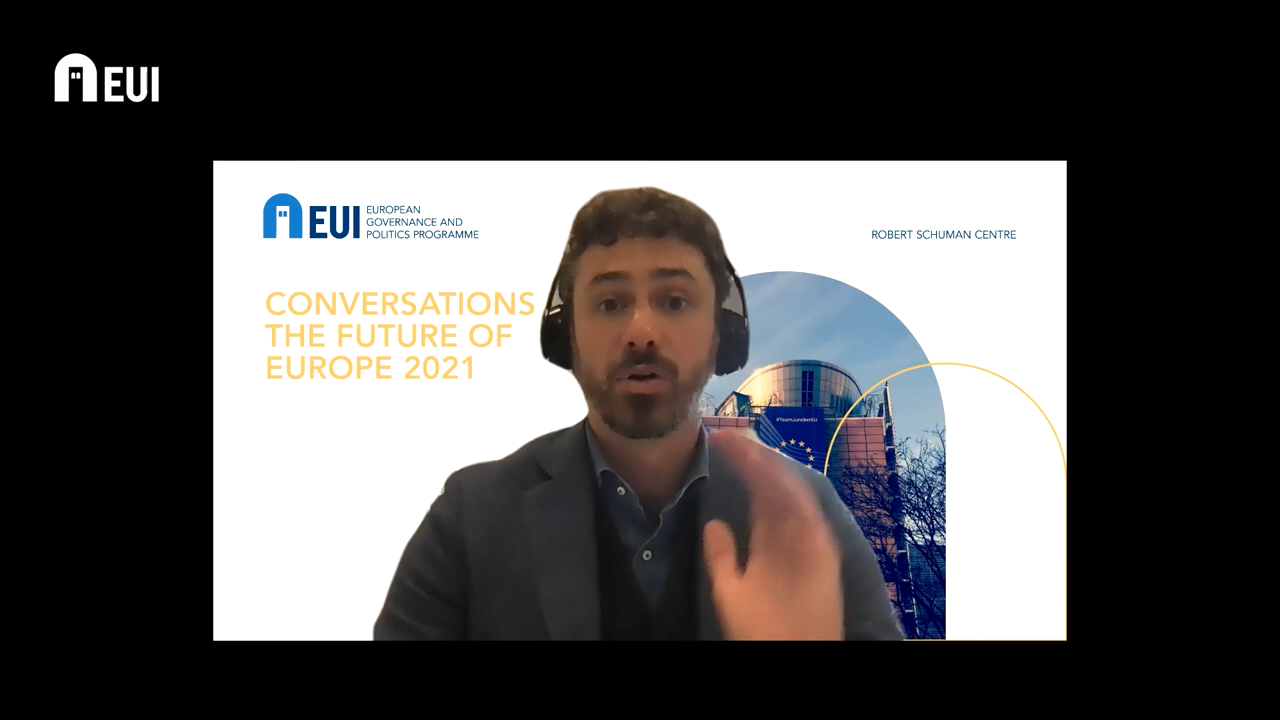 EUI
EUI
EUROPEAN
GOVERNANCE AND
POLITICS PROGRAMME
ROBERT SCHUMAN CENTRE
CONVERSATIONS
THE FUTURE OF
EUROPE 2021
#TeamJunckerEU